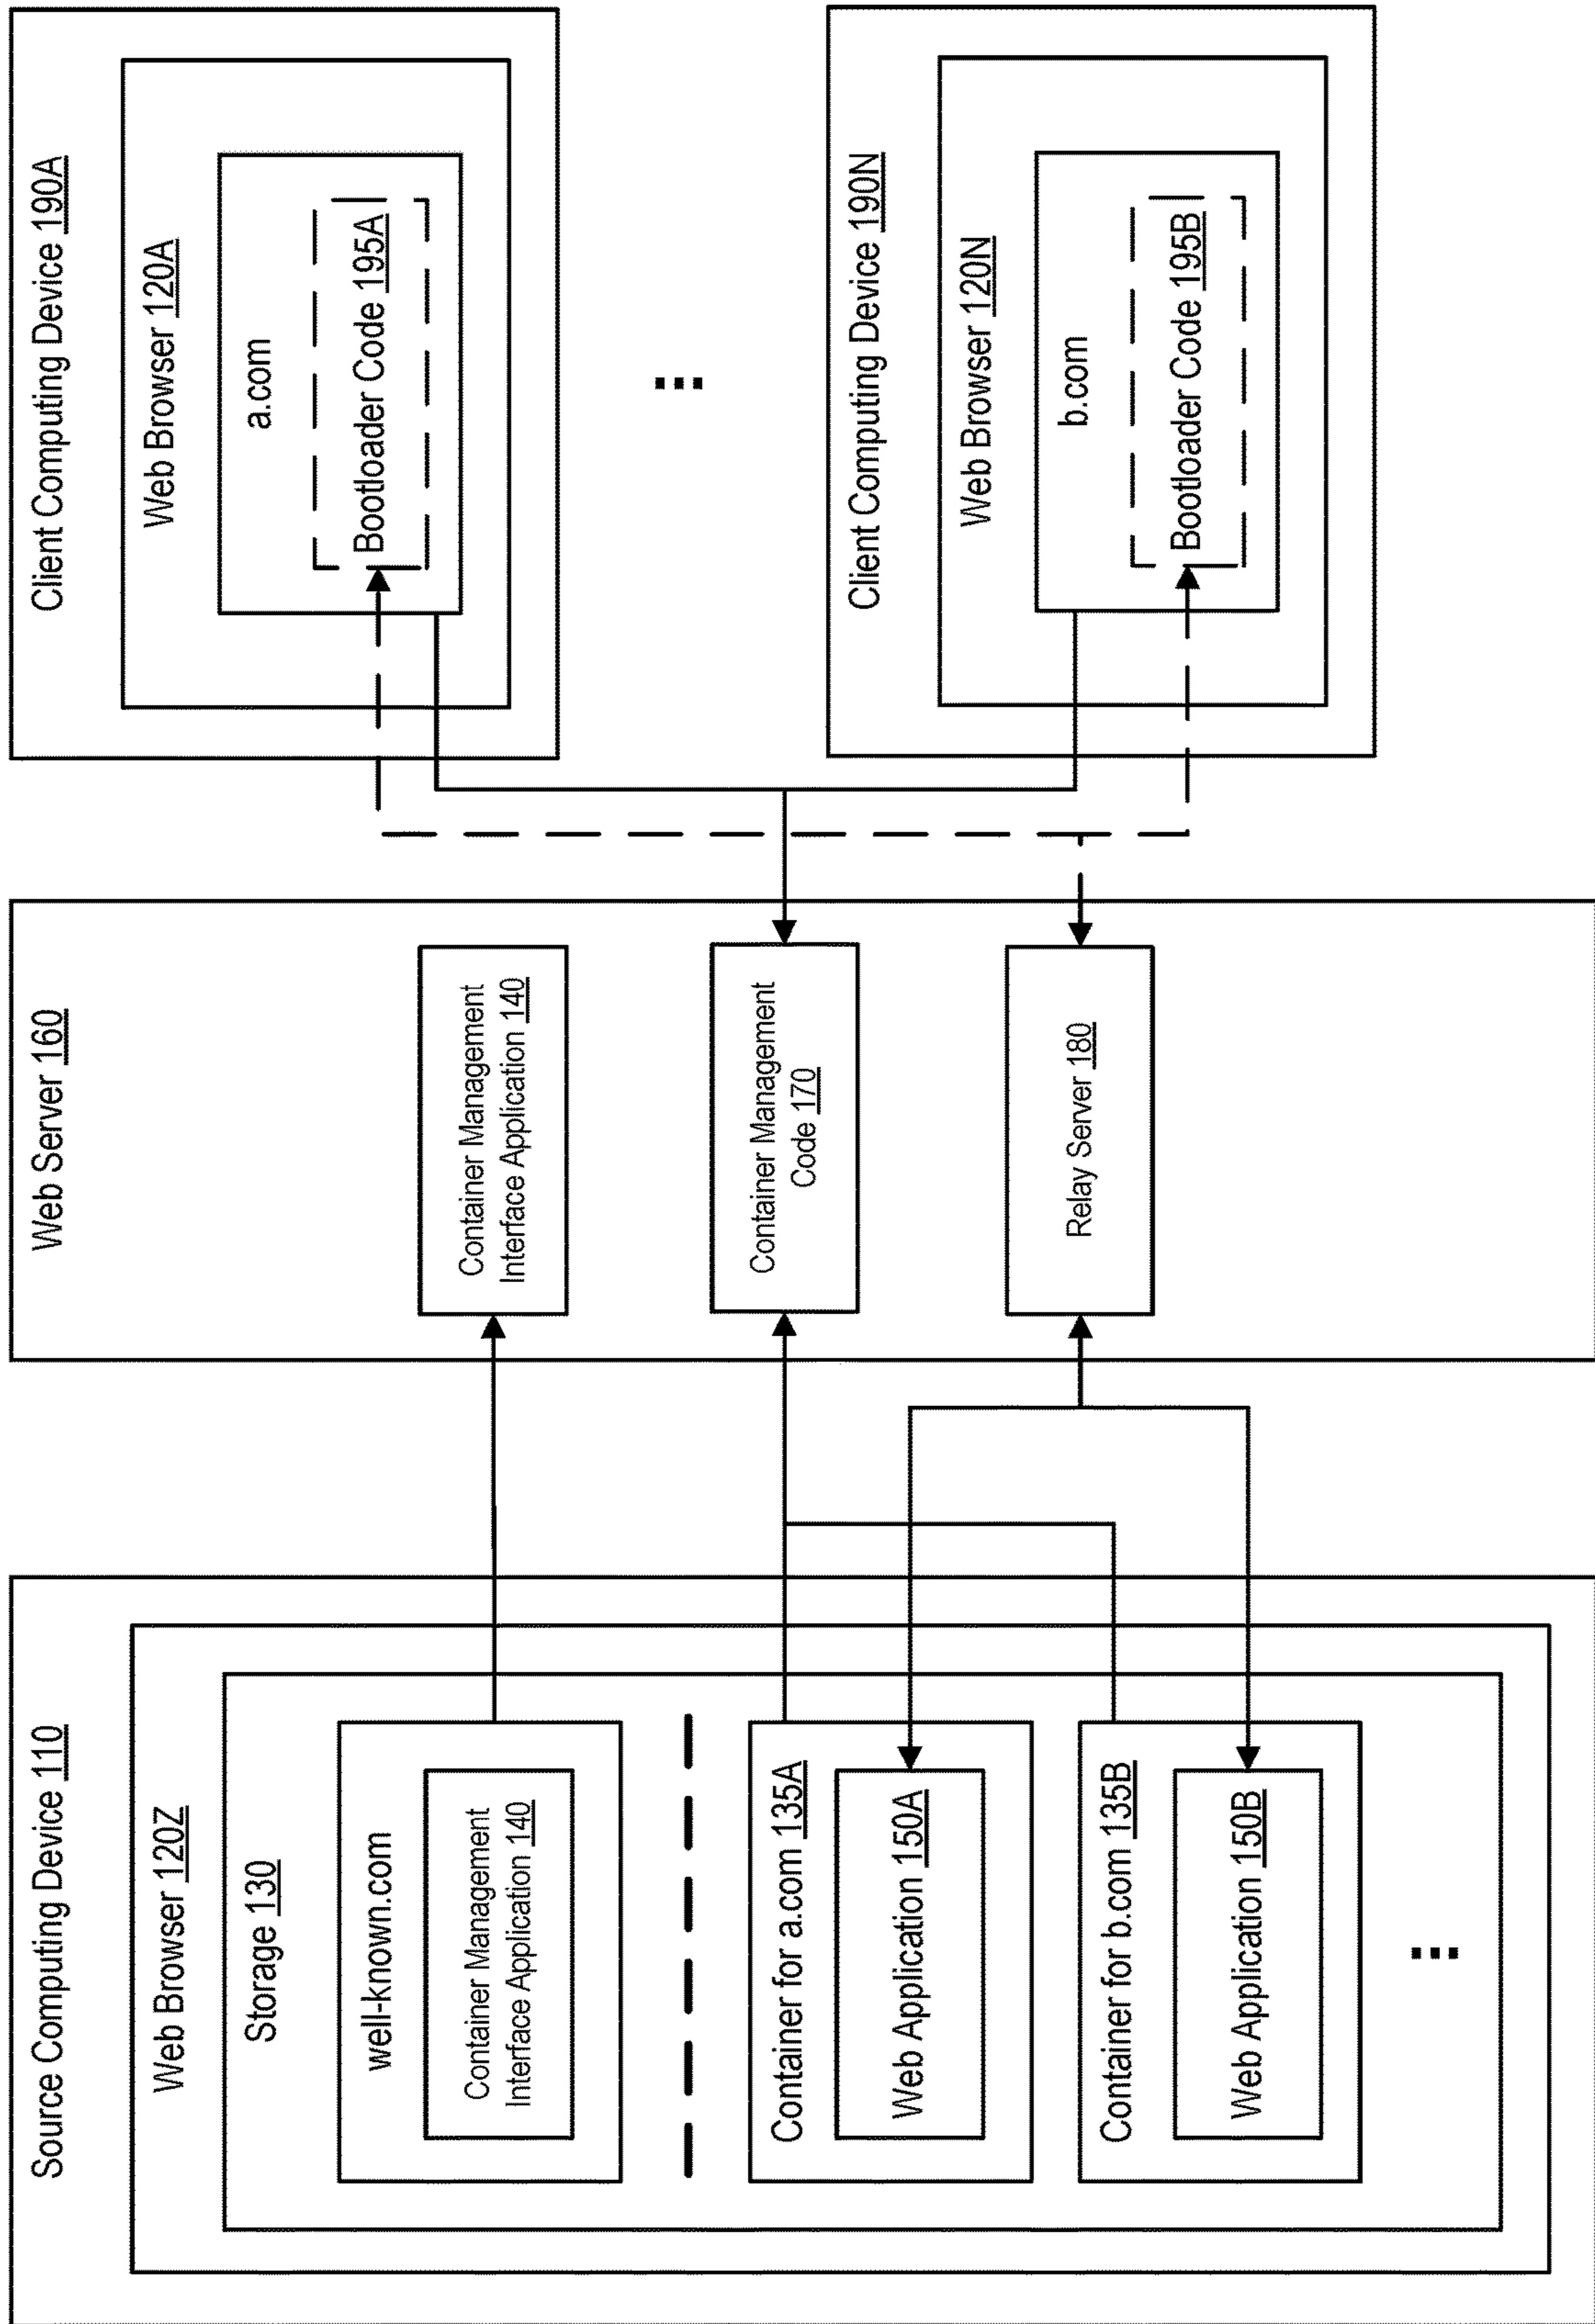 Source Computing Device 110
Web Browser 120Z
Storage 130
well-known.com
Container Management
Interface Application 140
Container for a.com 135A
Web Application 150A
Container for b.com 135B
Web Application 150B
...
Web Server 160
Container Management
Interface Application 140
Container Management
Code 170
Relay Server 180
Client Computing Device 190A
Web Browser 120A
a.com
Bootloader Code 195A
...
Client Computing Device 190N
Web Browser 120N
b.com
Bootloader Code 195B